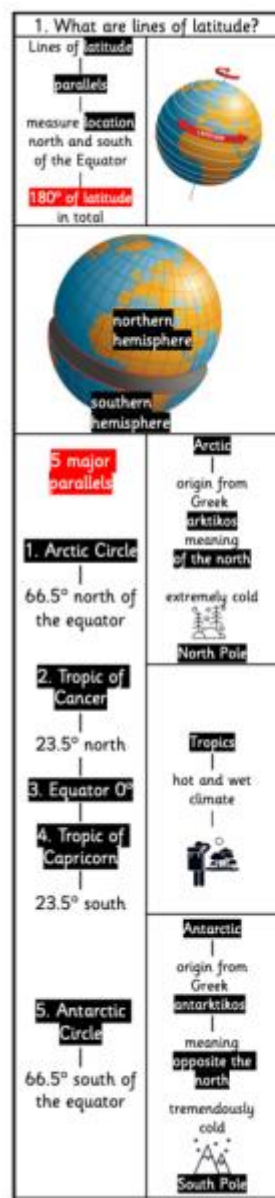 1. What are lines of latitude?
Lines of latitude
parallels
measure location
north and south
of the Equator
180° of latitude
in total
LATITUDE
northern
hemisphere
southern
hemisphere
5 major
parallels
1. Arctic Circle
66.5° north of
the equator
2. Tropic of
Cancer
23.5° north
3. Equator 0°
4. Tropic of
Capricorn
23.5° south
5. Antarctic
Circle
66.5° south of
the equator
Arctic
origin from
Greek
arktikos
meaning
of the north
extremely cold
North Pole
Tropics
hot and wet
climate
Antarctic
origin from
Greek
antarktikos
meaning
opposite the
north
tremendously
cold
South Pole